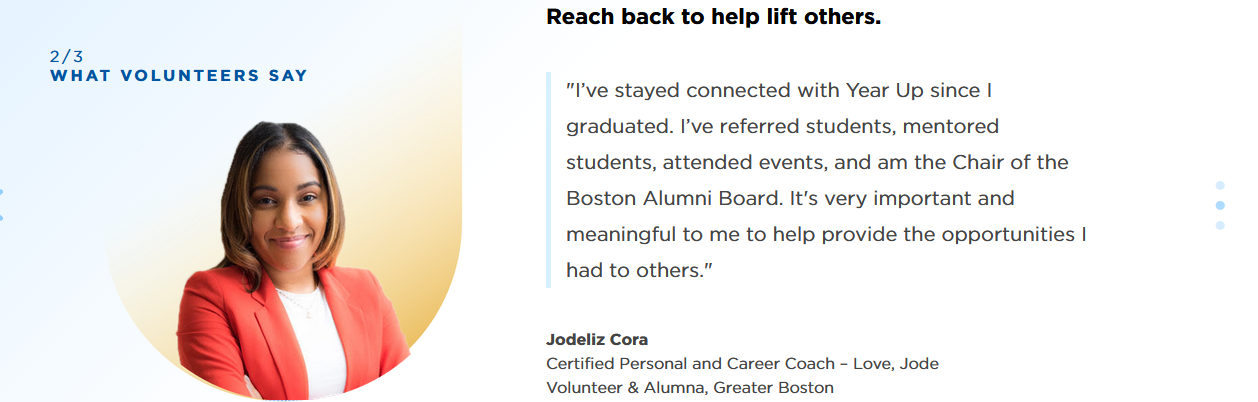 2/3
WHAT VOLUNTEERS SAY
Reach back to help lift others.
"I’ve stayed connected with Year Up since I
graduated. I’ve referred students, mentored
students, attended events, and am the Chair of the
Boston Alumni Board. It's very important and
meaningful to me to help provide the opportunities I
had to others."
Jodeliz Cora
Certified Personal and Career Coach – Love, Jode
Volunteer & Alumna, Greater Boston